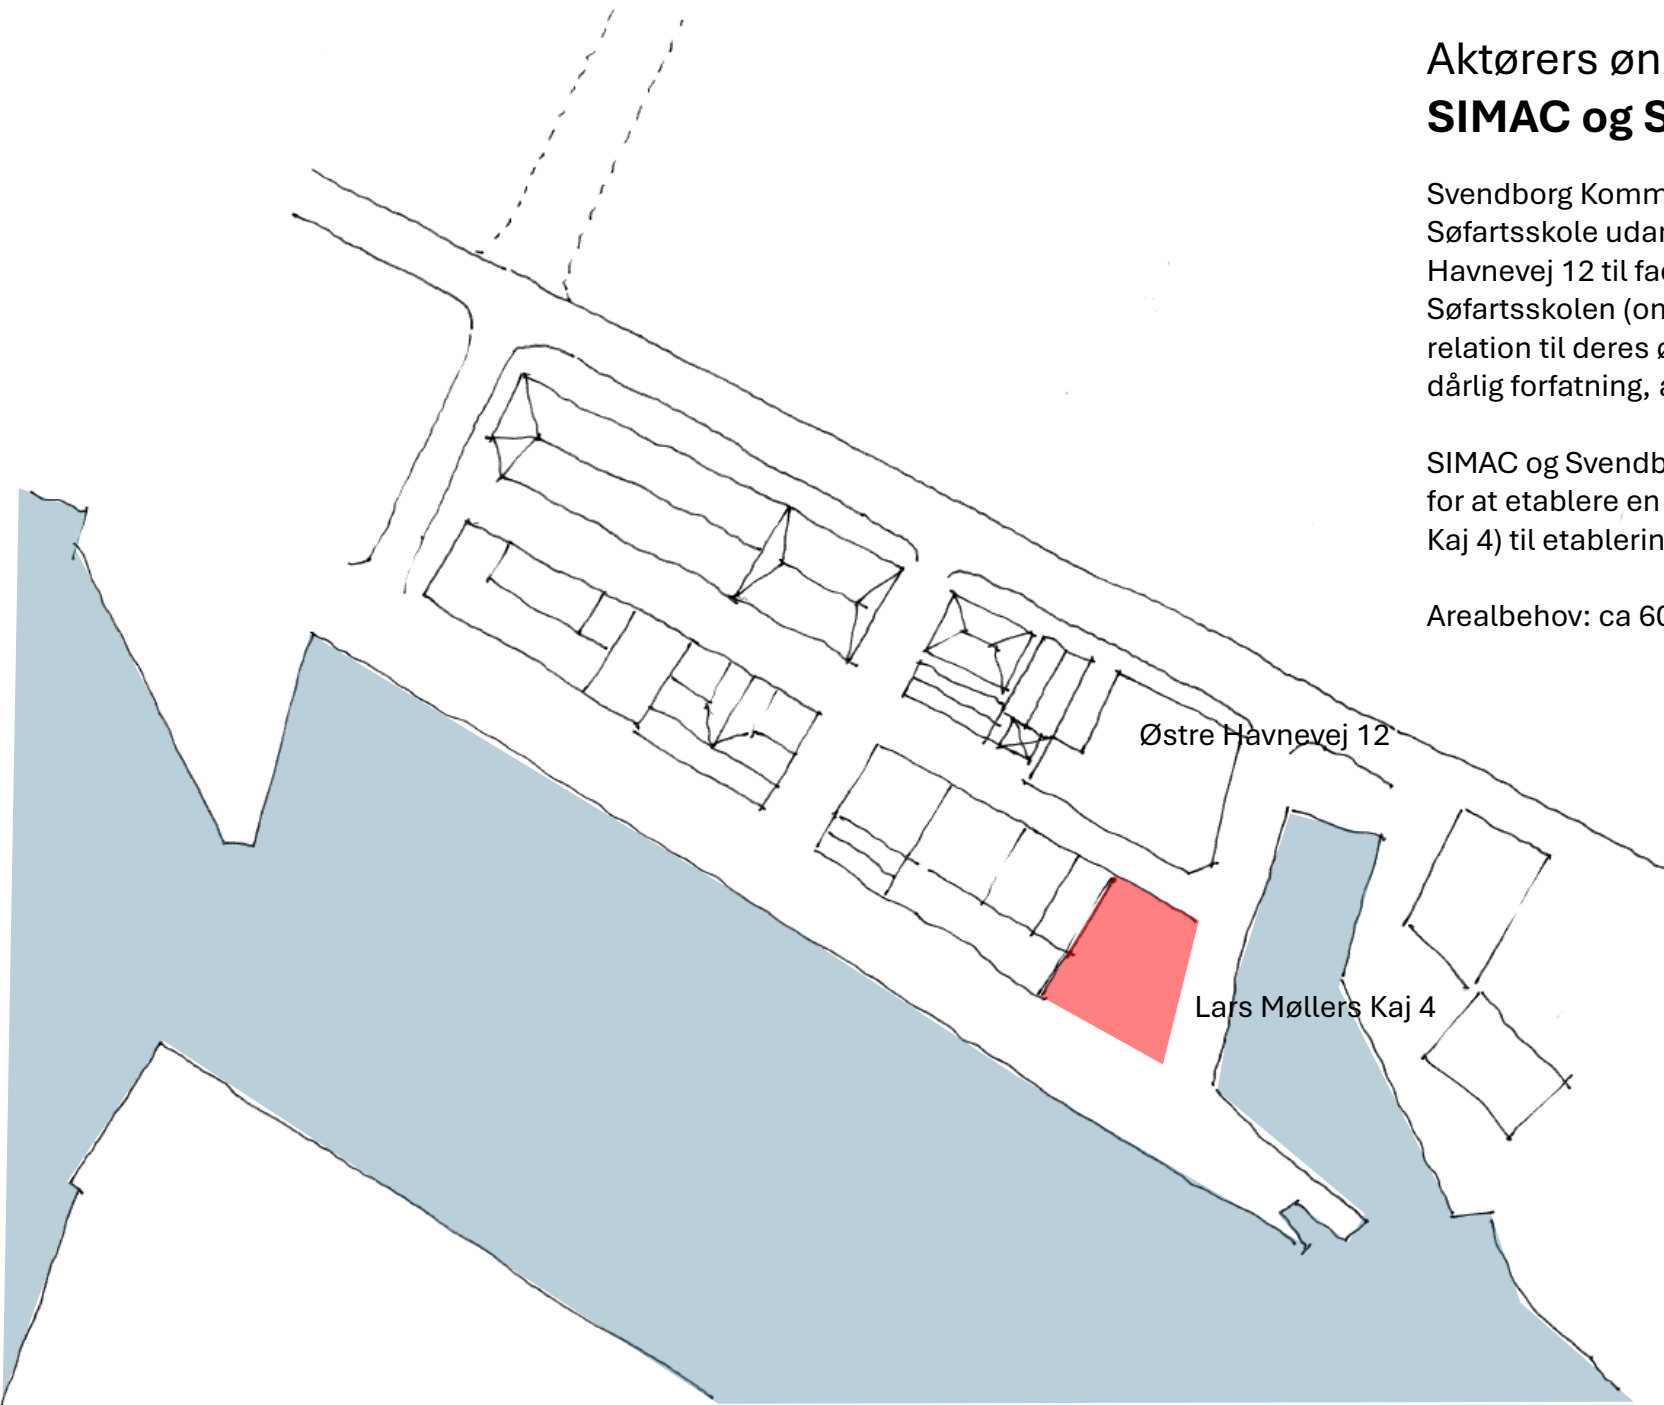 Aktørers øn
SIMAC og S
Svendborg Komm
Søfartsskole udar
Havnevej 12 til fa
Søfartsskolen (on
relation til deres ø
dårlig forfatning, a
SIMAC og Svendb
for at etablere en
Kaj 4) til etablerin
Arealbehov: ca 60
Østre Havnevej 12
Lars Møllers Kaj 4